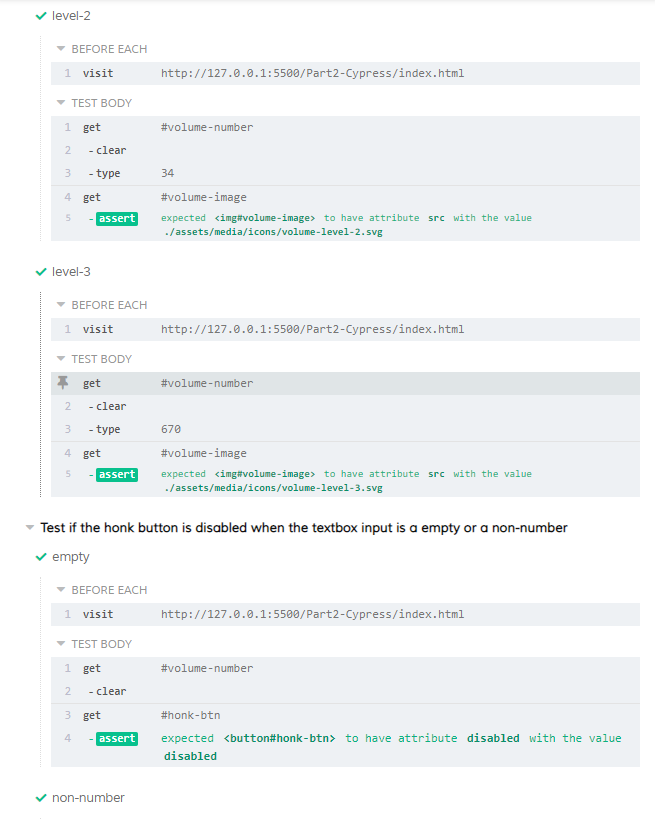 level-2
BEFORE EACH
1 visit http://127.0.0.1:5500/Part2-Cypress/index.html
TEST BODY
1 get #volume-number
2 - clear
3 - type 34
4 get #volume-image
5 - assert expected <img#volume-image> to have attribute src with the value
./assets/media/icons/volume-level-2.svg
level-3
BEFORE EACH
1 visit http://127.0.0.1:5500/Part2-Cypress/index.html
TEST BODY
get #volume-number
2 - clear
3 - type 670
4 get #volume-image
5 - assert expected <img#volume-image> to have attribute src with the value
./assets/media/icons/volume-level-3.svg
Test if the honk button is disabled when the textbox input is a empty or a non-number
empty
BEFORE EACH
1 visit http://127.0.0.1:5500/Part2-Cypress/index.html
TEST BODY
1 get #volume-number
2 - clear
3 get #honk-btn
4 - assert expected <button#honk-btn> to have attribute disabled with the value
disabled
non-number